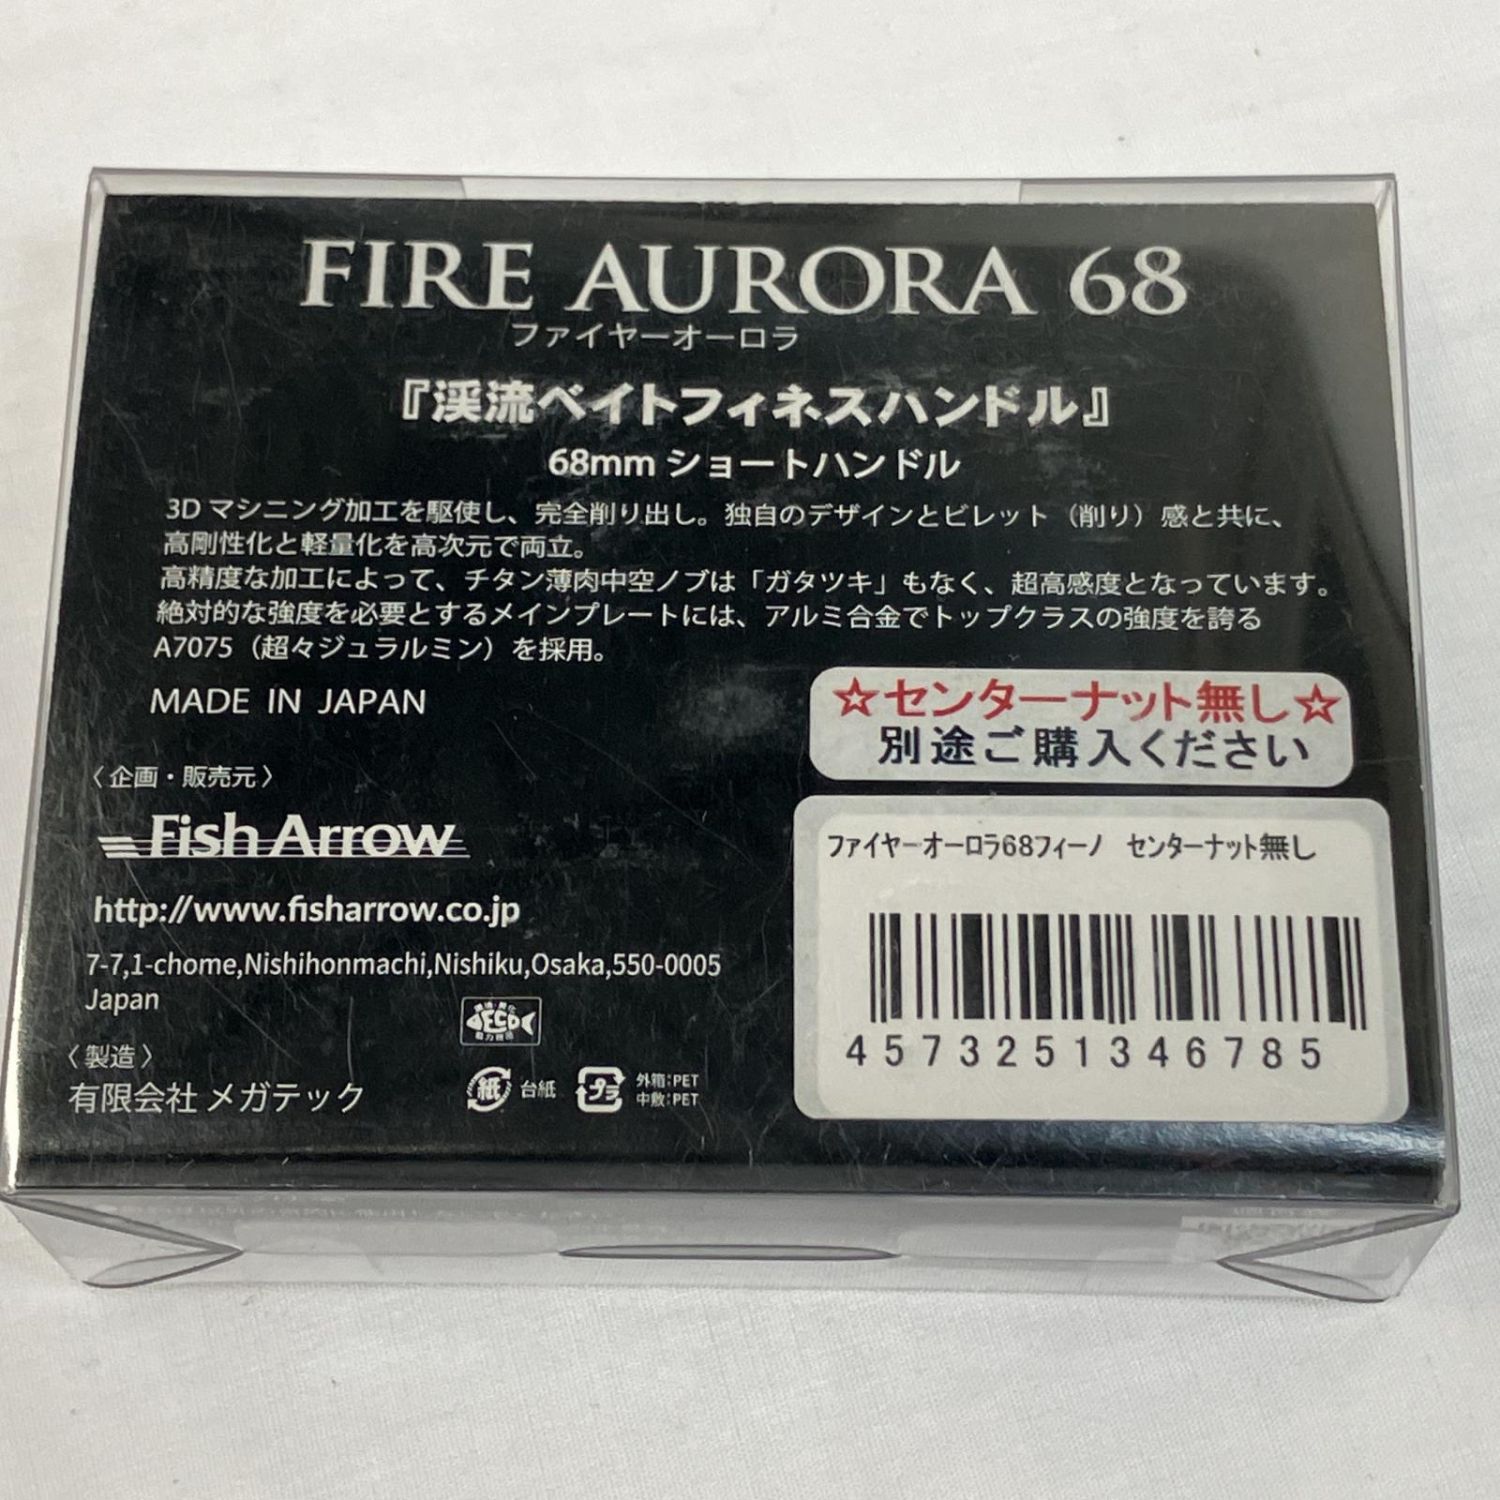 FIRE AURORA 68
ファイヤーオーロラ
『渓流ベイトフィネスハンドル』
68mm ショートハンドル
3D マシニング加工を駆使し、完全削り出し。独自のデザインとビレット（削り）感と共に、
高剛性化と軽量化を高次元で両立。
高精度な加工によって、チタン薄肉中空ノブは「ガタツキ」もなく、超高感度となっています。
絶対的な強度を必要とするメインプレートには、アルミ合金でトップクラスの強度を誇る
A7075（超々ジュラルミン）を採用。
MADE IN JAPAN
☆センターナット無し☆
別途ご購入ください
〈企画・販売元〉
Fish Arrow
http://www.fisharrow.co.jp
7-7,1-chome,Nishihonmachi,Nishiku,Osaka,550-0005
Japan
〈製造〉
有限会社 メガテック
ECO
紙 台紙
プラ 外箱:PET
中敷:PET
ファイヤーオーロラ68フィーノ センターナット無し
4573251346785